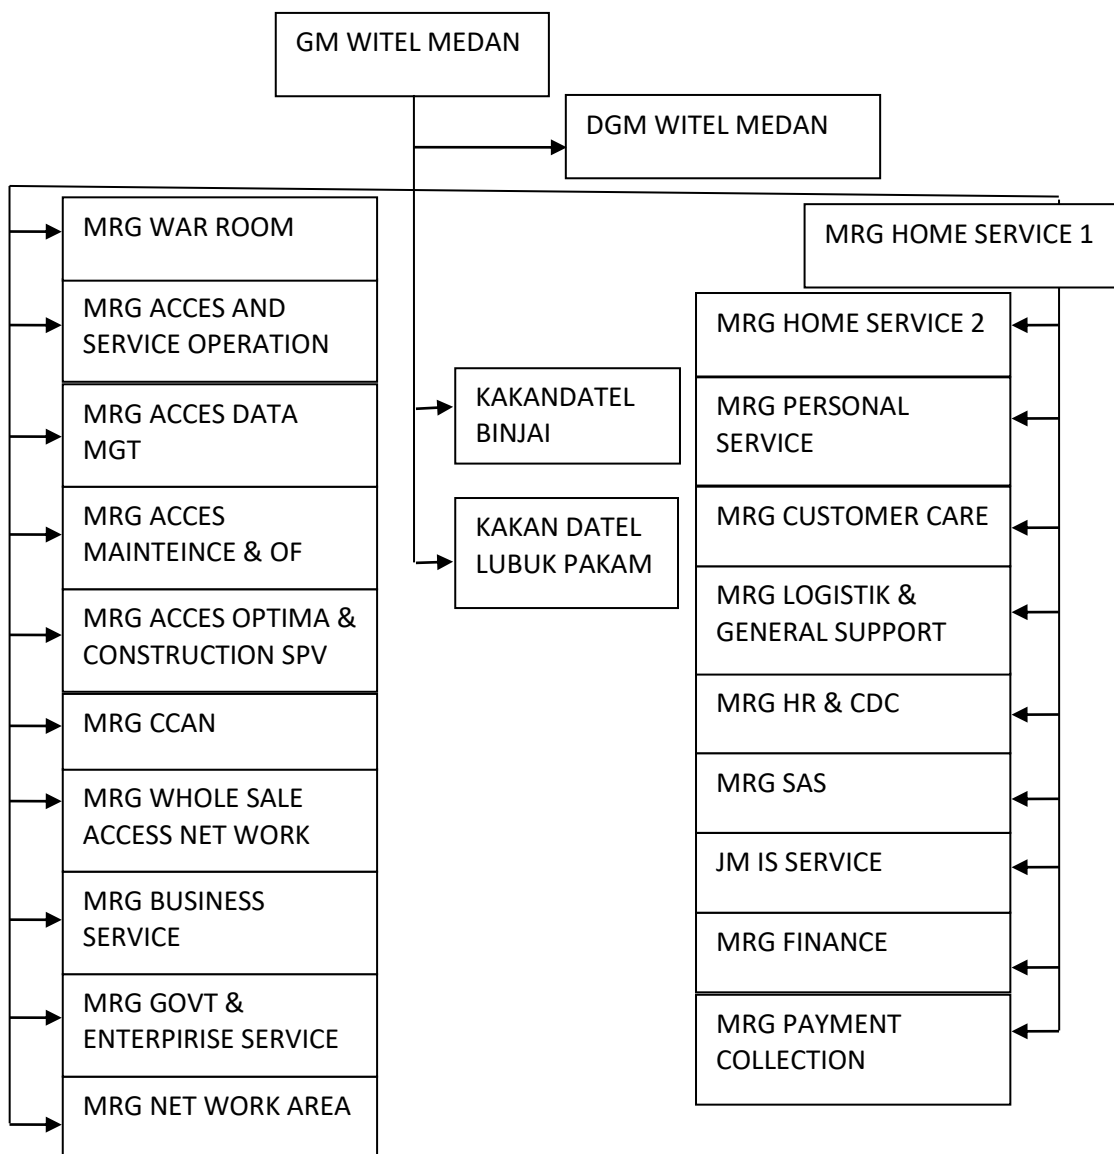 GM WITEL MEDAN
DGM WITEL MEDAN
MRG WAR ROOM
MRG ACCES AND
SERVICE OPERATION
MRG ACCES DATA
MGT
MRG ACCES
MAINTEINCE & OF
MRG ACCES OPTIMA &
CONSTRUCTION SPV
MRG CCAN
MRG WHOLE SALE
ACCESS NET WORK
MRG BUSINESS
SERVICE
MRG GOVT &
ENTERPIRISE SERVICE
MRG NET WORK AREA
KAKANDATEL
BINJAI
KAKAN DATEL
LUBUK PAKAM
MRG HOME SERVICE 1
MRG HOME SERVICE 2
MRG PERSONAL
SERVICE
MRG CUSTOMER CARE
MRG LOGISTIK &
GENERAL SUPPORT
MRG HR & CDC
MRG SAS
JM IS SERVICE
MRG FINANCE
MRG PAYMENT
COLLECTION